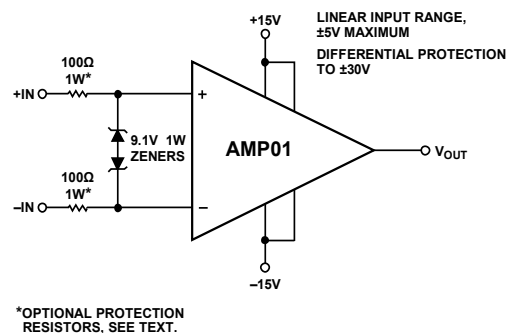 +15V
LINEAR INPUT RANGE,
±5V MAXIMUM
DIFFERENTIAL PROTECTION
TO ±30V
100Ω
1W*
+IN
+
9.1V 1W
ZENERS
AMP01
VOUT
100Ω
1W*
–IN
–
–15V
*OPTIONAL PROTECTION
RESISTORS, SEE TEXT.